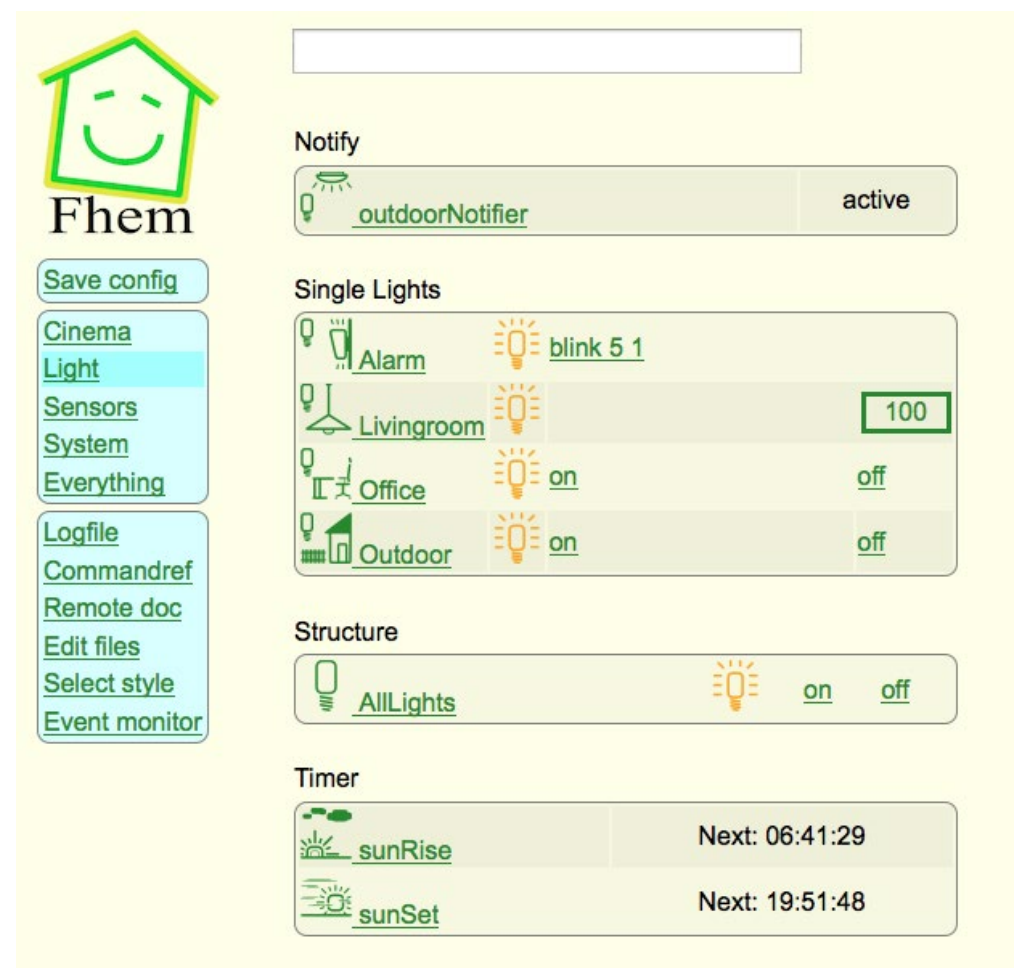 Fhem
Save config
Cinema
Light
Sensors
System
Everything
Logfile
Commandref
Remote doc
Edit files
Select style
Event monitor
Notify
outdoorNotifier active
Single Lights
Alarm blink 5 1
Livingroom 100
Office on off
Outdoor on off
Structure
AllLights on off
Timer
sunRise Next: 06:41:29
sunSet Next: 19:51:48